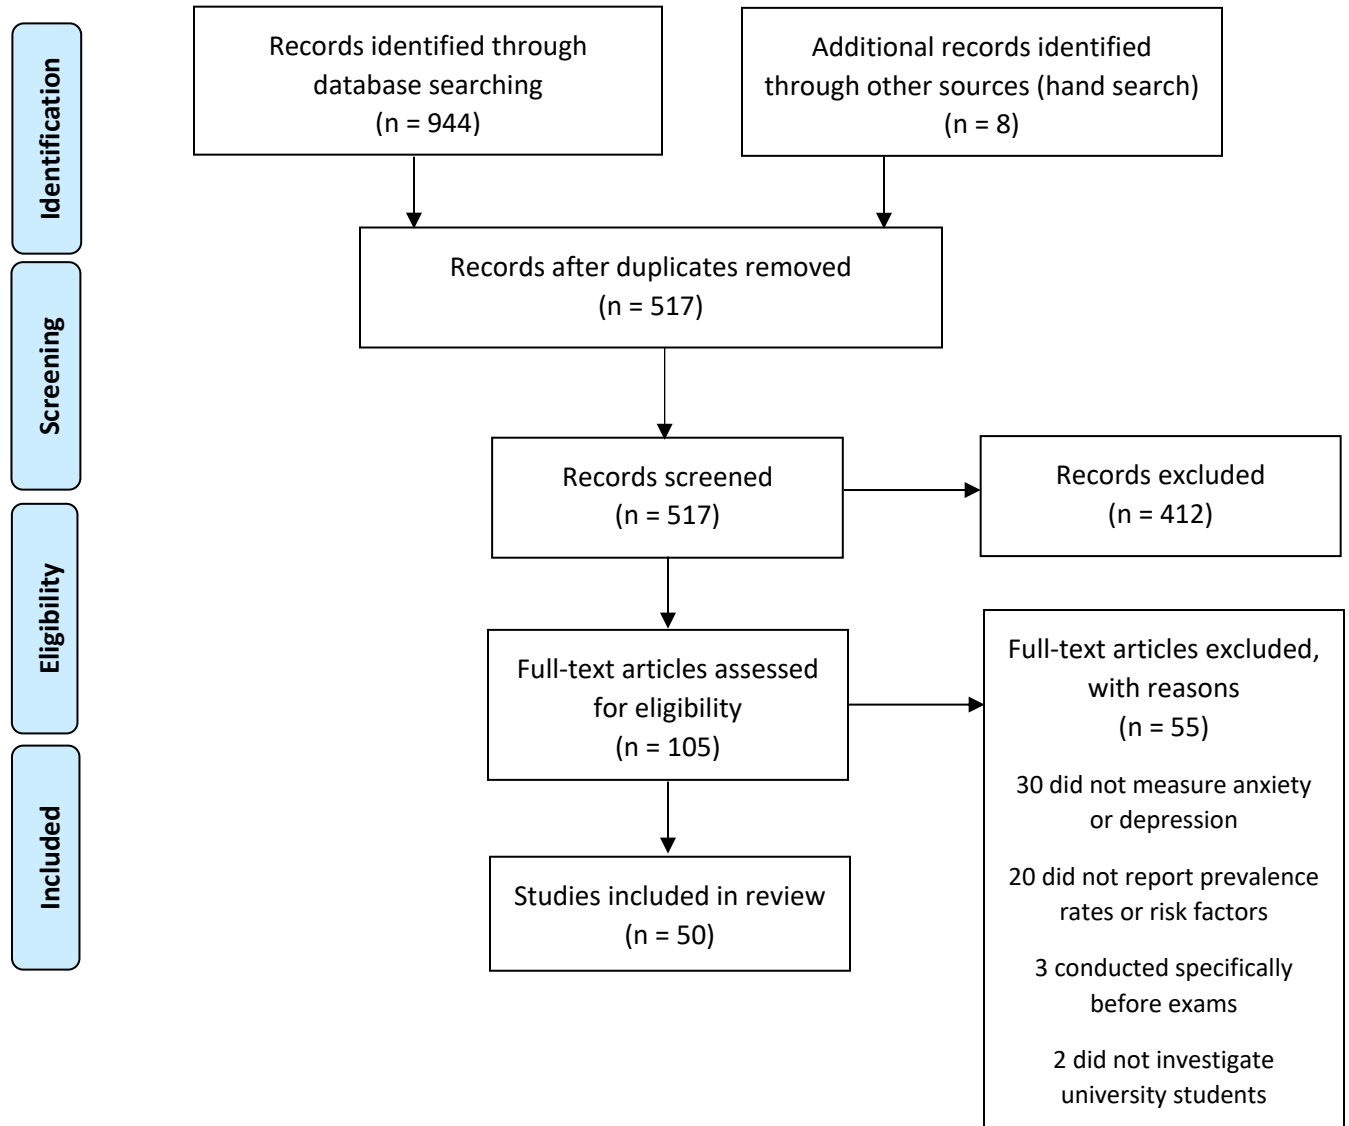 Identification
Records identified through
database searching
(n = 944)
Additional records identified
through other sources (hand search)
(n = 8)
Records after duplicates removed
(n = 517)
Screening
Records screened
(n = 517)
Records excluded
(n = 412)
Eligibility
Full-text articles assessed
for eligibility
(n = 105)
Full-text articles excluded,
with reasons
(n = 55)
30 did not measure anxiety
or depression
20 did not report prevalence
rates or risk factors
3 conducted specifically
before exams
2 did not investigate
university students
Included
Studies included in review
(n = 50)